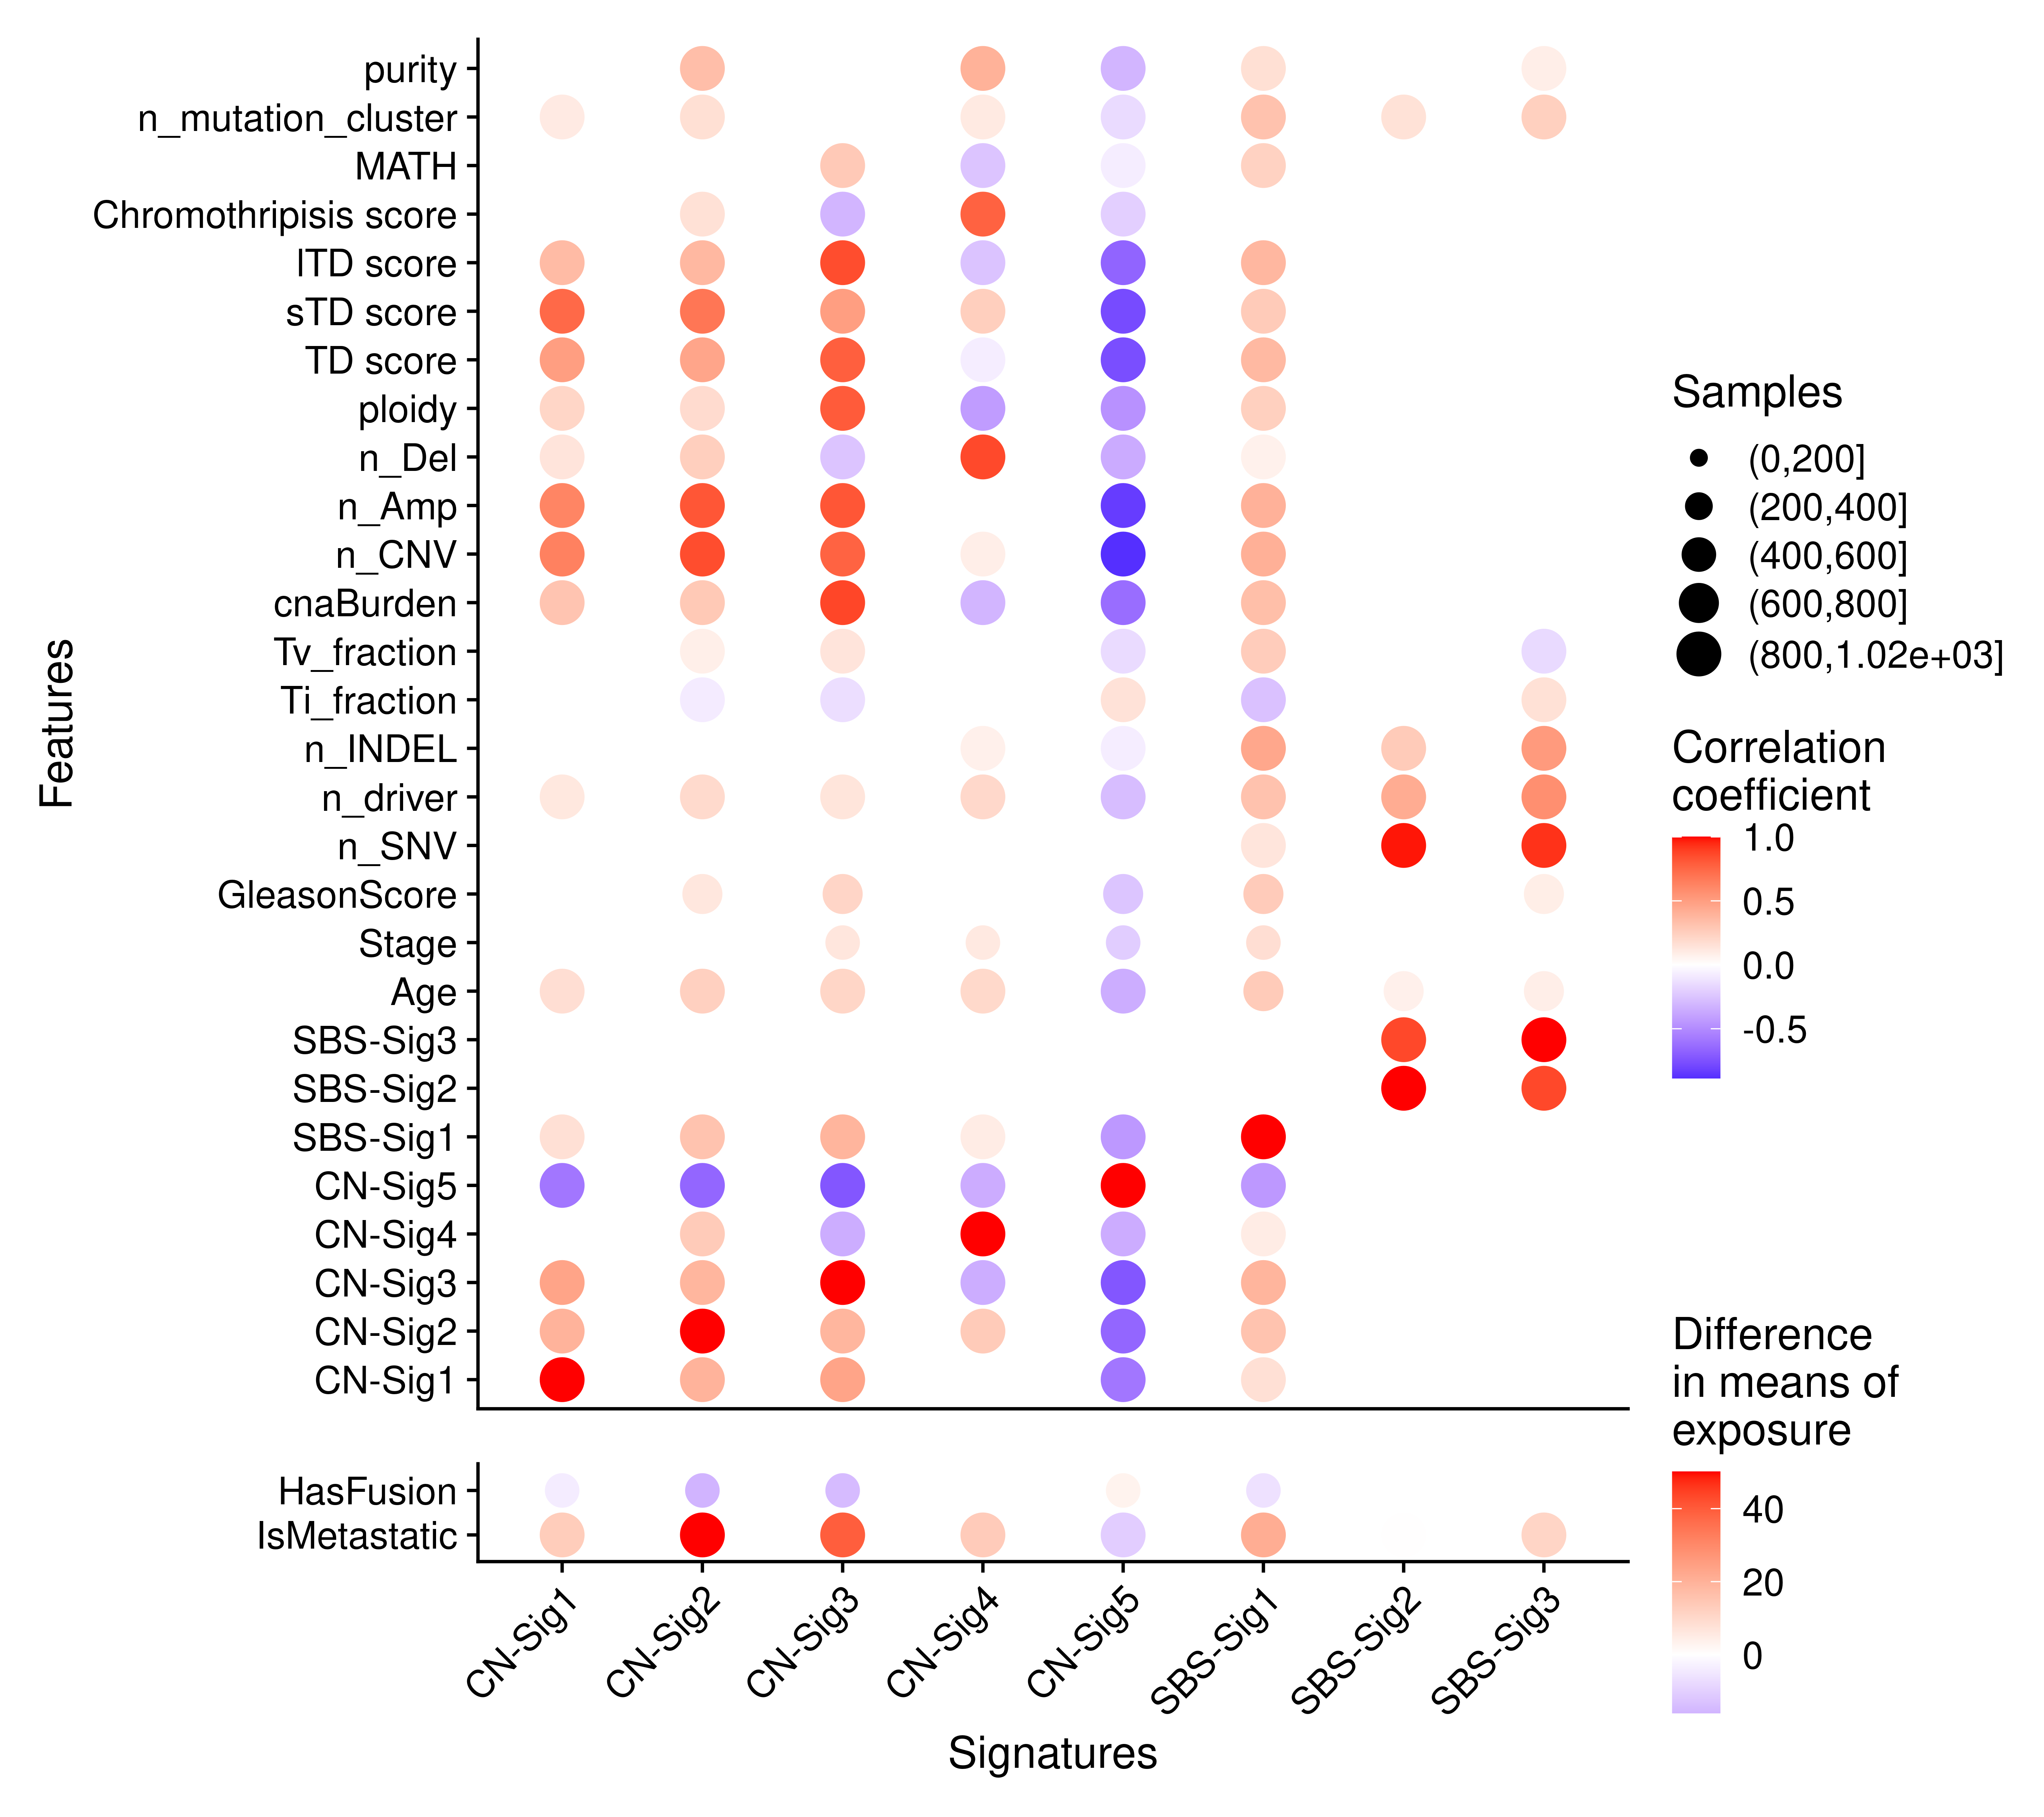 Features
purity
n_mutation_cluster
MATH
Chromothripisis score
lTD score
sTD score
TD score
ploidy
n_Del
n_Amp
n_CNV
cnaBurden
Tv_fraction
Ti_fraction
n_INDEL
n_driver
n_SNV
GleasonScore
Stage
Age
SBS-Sig3
SBS-Sig2
SBS-Sig1
CN-Sig5
CN-Sig4
CN-Sig3
CN-Sig2
CN-Sig1
HasFusion
IsMetastatic
CN-Sig1
CN-Sig2
CN-Sig3
CN-Sig4
CN-Sig5
SBS-Sig1
SBS-Sig2
SBS-Sig3
Signatures
Samples
(0,200]
(200,400]
(400,600]
(600,800]
(800,1.02e+03]
Correlation
coefficient
1.0
0.5
0.0
-0.5
Difference
in means of
exposure
40
20
0